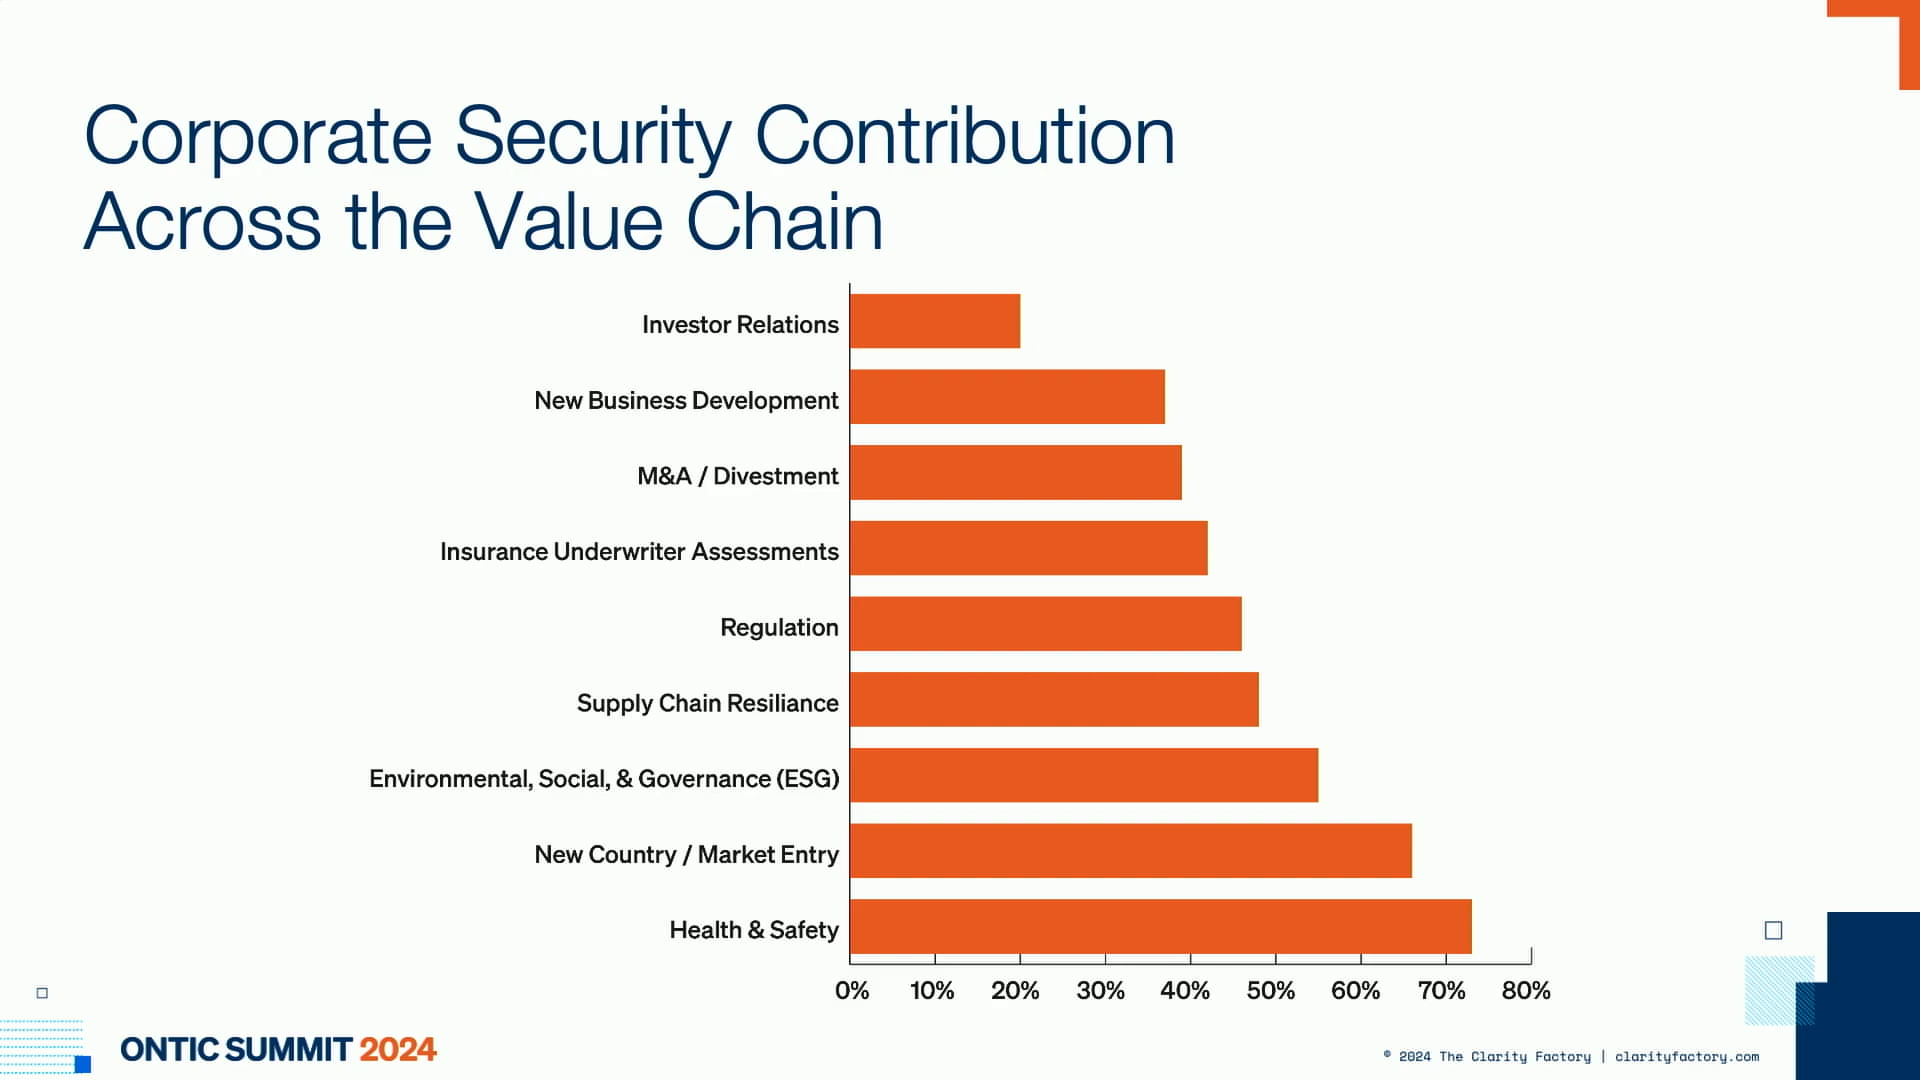 Corporate Security Contribution
Across the Value Chain
Investor Relations
New Business Development
M&A / Divestment
Insurance Underwriter Assessments
Regulation
Supply Chain Resiliance
Environmental, Social, & Governance (ESG)
New Country / Market Entry
Health & Safety
0% 10% 20% 30% 40% 50% 60% 70% 80%
ONTIC SUMMIT 2024
© 2024 The Clarity Factory | clarityfactory.com